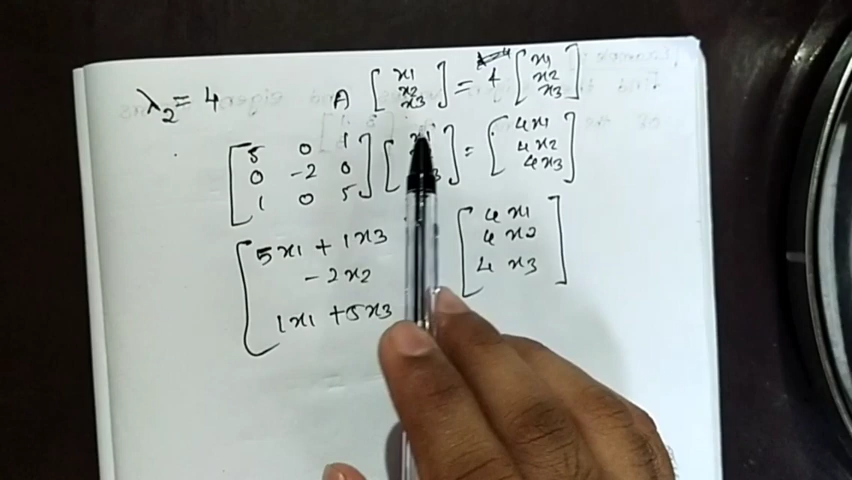 λ2 = 4 A [x1 x2 x3] = 4 [x1 x2 x3]
[5 0 1
0 -2 0
1 0 5] [x1 x3] = [4x1 4x2 4x3]
[5x1 + 1x3
-2x2
1x1 + 5x3
[4x1
4x2
4x3]